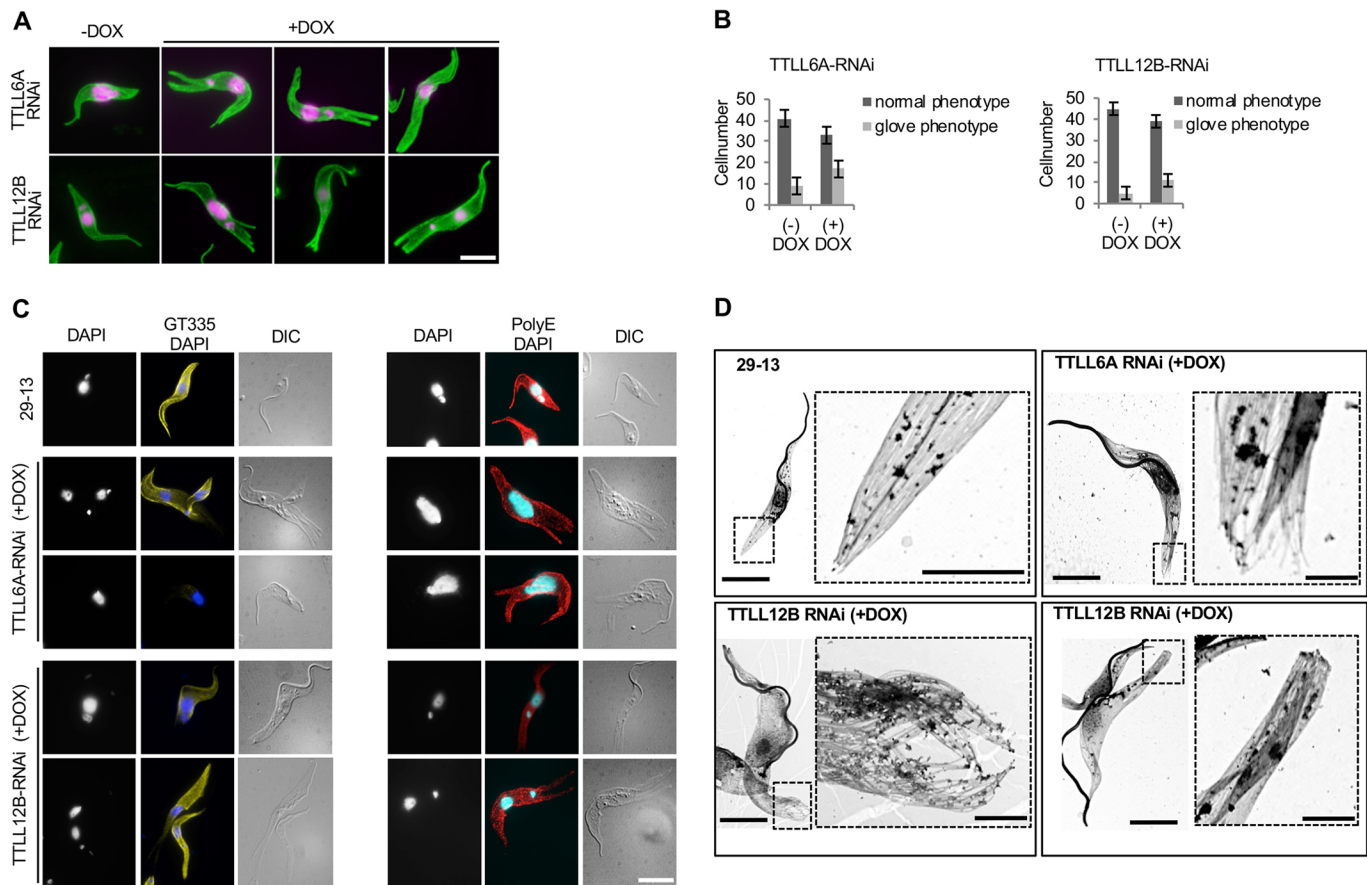 A
-DOX
+DOX
TTLL6A
RNAi
TTLL12B
RNAi
B
TTLL6A-RNAi
50
40
30
20
10
0
Cellnumber
normal phenotype
glove phenotype
(-)
DOX
(+)
DOX
TTLL12B-RNAi
50
40
30
20
10
0
Cellnumber
normal phenotype
glove phenotype
(-)
DOX
(+)
DOX
C
DAPI
GT335
DAPI
DIC
DAPI
PolyE
DAPI
DIC
29-13
TTLL6A-RNAi (+DOX)
TTLL12B-RNAi (+DOX)
D
29-13
TTLL6A RNAi (+DOX)
TTLL12B RNAi (+DOX)
TTLL12B RNAi (+DOX)